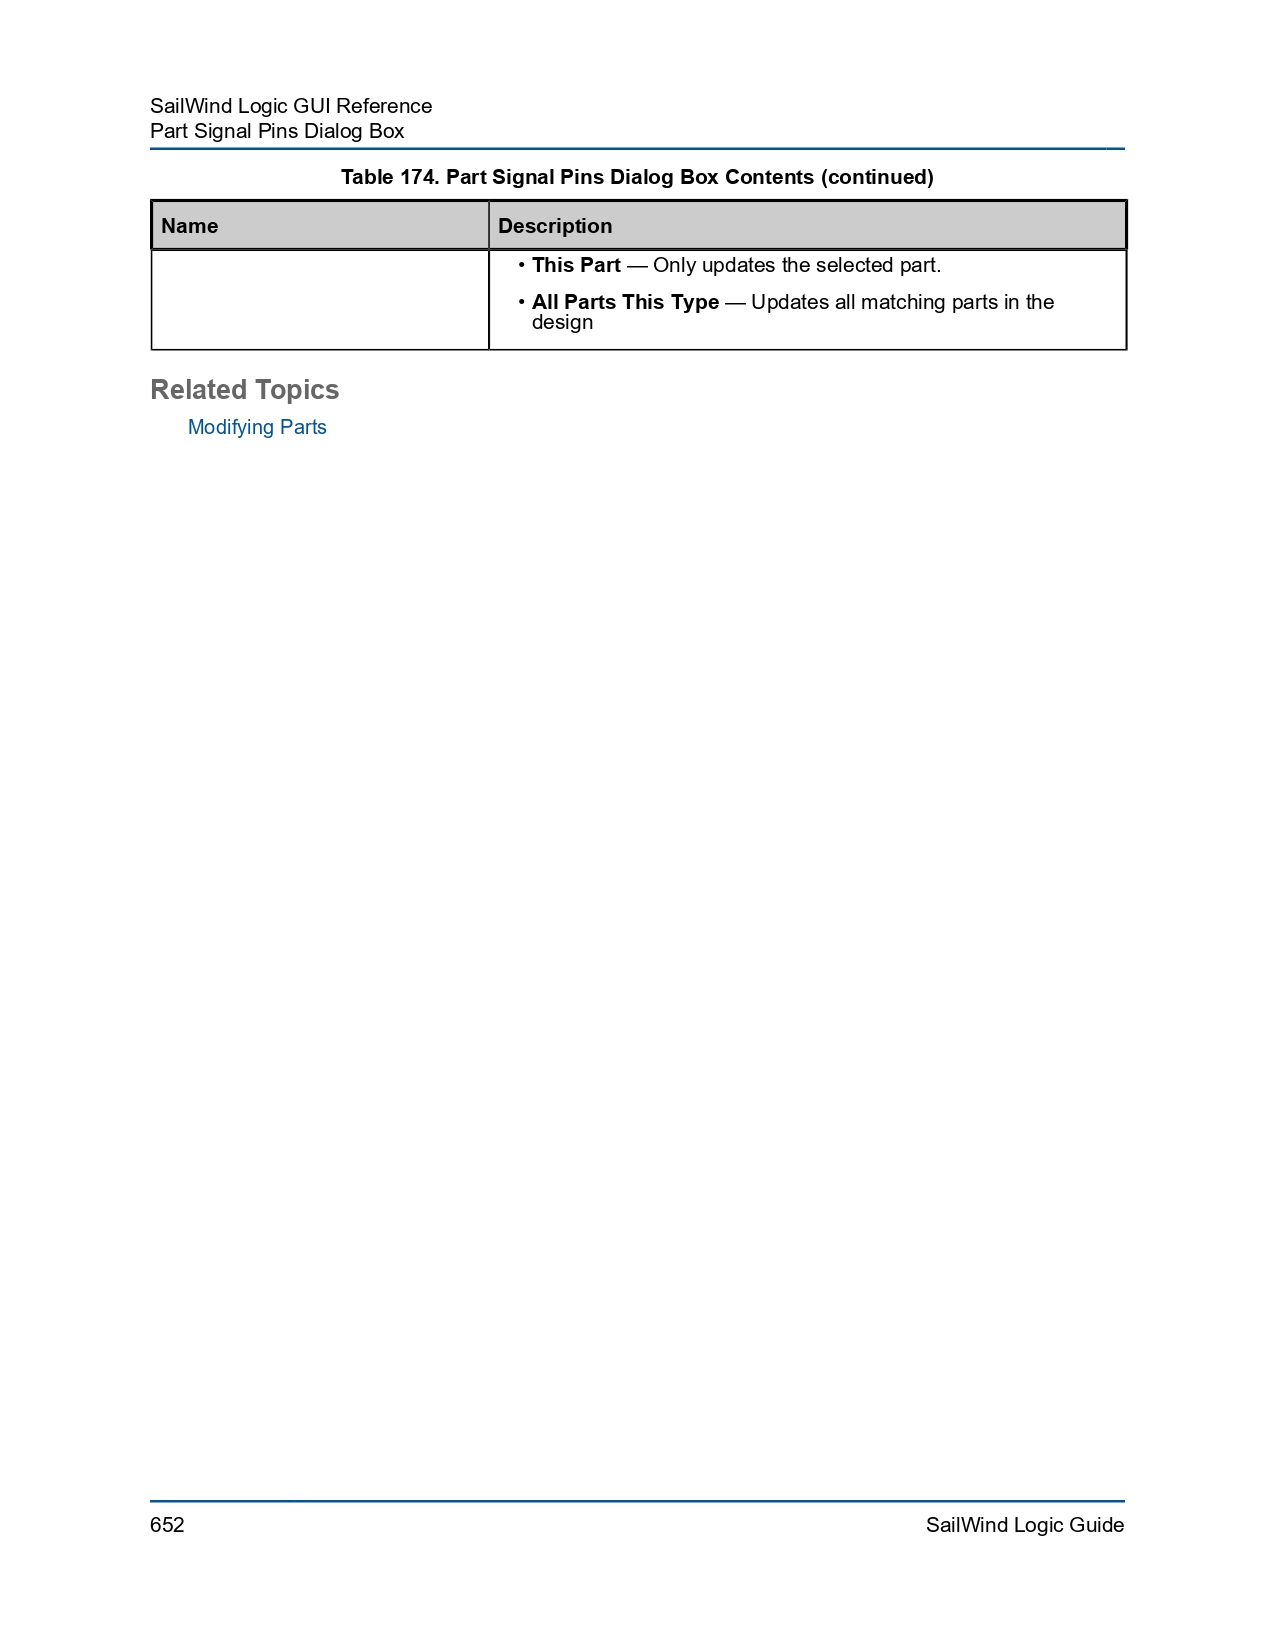 SailWind Logic GUI Reference
Part Signal Pins Dialog Box
Table 174. Part Signal Pins Dialog Box Contents (continued)
Name Description
• This Part — Only updates the selected part.
• All Parts This Type — Updates all matching parts in the
design
Related Topics
Modifying Parts
652 SailWind Logic Guide